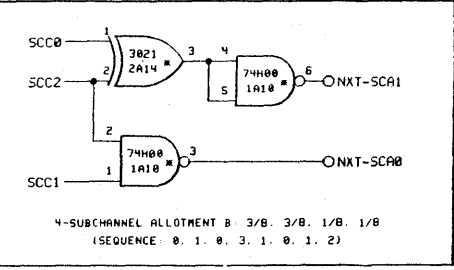 SCC0
1
3021
2A14
*
3
4
74H00
1A10
*
6
NXT-SCA1
SCC2
2
5
2
74H00
1A10
*
3
NXT-SCA0
SCC1
1
4-SUBCHANNEL ALLOTMENT B: 3/8, 3/8, 1/8, 1/8
(SEQUENCE: 0, 1, 0, 3, 1, 0, 1, 2)